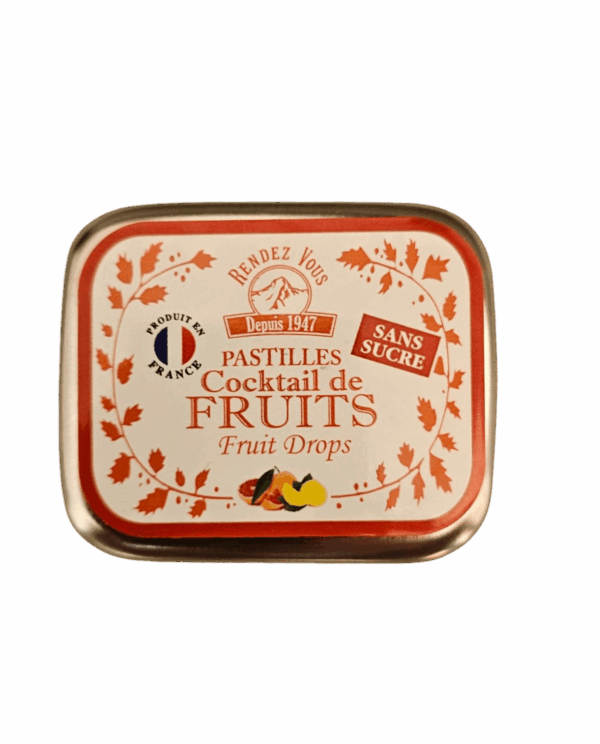 RENDEZ VOUS
Depuis 1947
PRODUIT EN
FRANCE
SANS
SUCRE
PASTILLES
Cocktail de
FRUITS
Fruit Drops